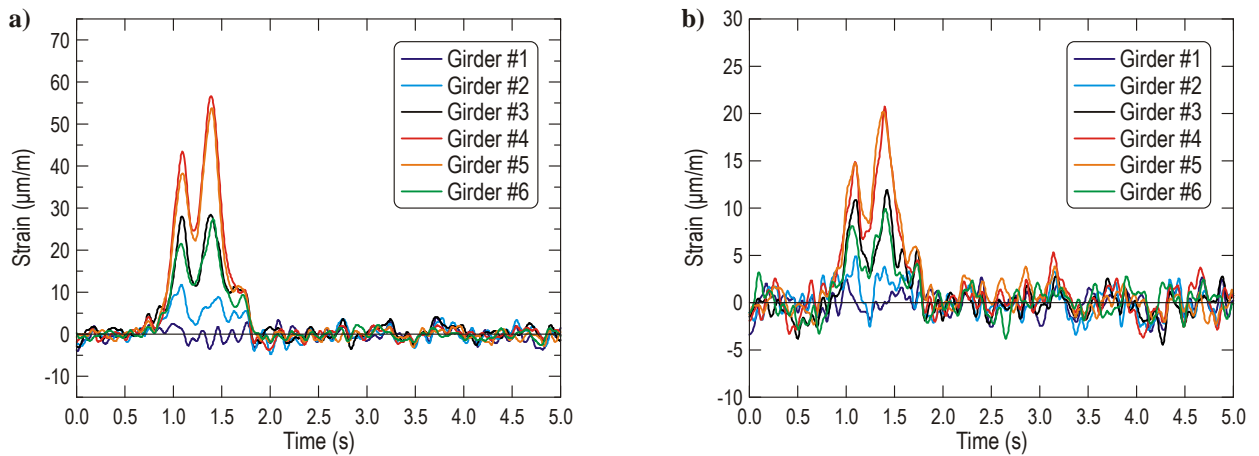 a)
70
60
50
40
30
20
10
0
-10
Strain (µm/m)
0.0 0.5 1.0 1.5 2.0 2.5 3.0 3.5 4.0 4.5 5.0
Time (s)
Girder #1
Girder #2
Girder #3
Girder #4
Girder #5
Girder #6
b)
30
25
20
15
10
5
0
-5
-10
Strain (µm/m)
0.0 0.5 1.0 1.5 2.0 2.5 3.0 3.5 4.0 4.5 5.0
Time (s)
Girder #1
Girder #2
Girder #3
Girder #4
Girder #5
Girder #6